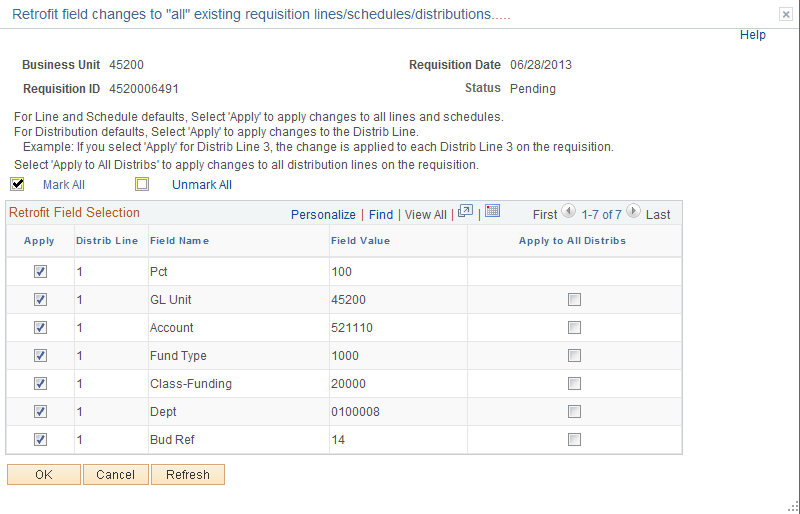 Retrofit field changes to "all" existing requisition lines/schedules/distributions.....
Help
Business Unit 45200 Requisition Date 06/28/2013
Requisition ID 4520006491 Status Pending
For Line and Schedule defaults, Select 'Apply' to apply changes to all lines and schedules.
For Distribution defaults, Select 'Apply' to apply changes to the Distrib Line.
Example: If you select 'Apply' for Distrib Line 3, the change is applied to each Distrib Line 3 on the requisition.
Select 'Apply to All Distribs' to apply changes to all distribution lines on the requisition.
Mark All Unmark All
Retrofit Field Selection Personalize | Find | View All | | First 1-7 of 7 Last
Apply Distrib Line Field Name Field Value Apply to All Distribs
1 Pct 100
1 GL Unit 45200
1 Account 521110
1 Fund Type 1000
1 Class-Funding 20000
1 Dept 0100008
1 Bud Ref 14
OK Cancel Refresh